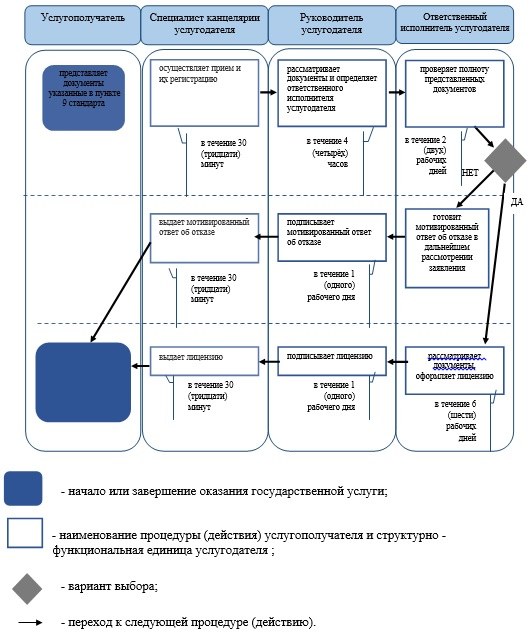 Услугополучатель
Специалист канцелярии
услугодателя
Руководитель
услугодателя
Ответственный
исполнитель услугодателя
представляет
документы
указанные в пункте
9 стандарта
осуществляет прием и
их регистрацию
рассматривает
документы и определяет
ответственного
исполнителя
услугодателя
проверяет полноту
представленных
документов
в течение 30
(тридцати)
минут
в течение 4
(четырёх)
часов
в течение 2
(двух)
рабочих
дней
НЕТ
ДА
выдает мотивированный
ответ об отказе
подписывает
мотивированный ответ
об отказе
готовит
мотивированный
ответ об отказе в
дальнейшем
рассмотрении
заявления
в течение 30
(тридцати)
минут
в течение 1
(одного)
рабочего дня
выдает лицензию
подписывает лицензию
рассматривает
документы,
оформляет лицензию
в течение 30
(тридцати)
минут
в течение 1
(одного)
рабочего дня
в течение 6
(шести)
рабочих
дней
- начало или завершение оказания государственной услуги;
- наименование процедуры (действия) услугополучателя и структурно -
функциональная единица услугодателя ;
- вариант выбора;
- переход к следующей процедуре (действию).